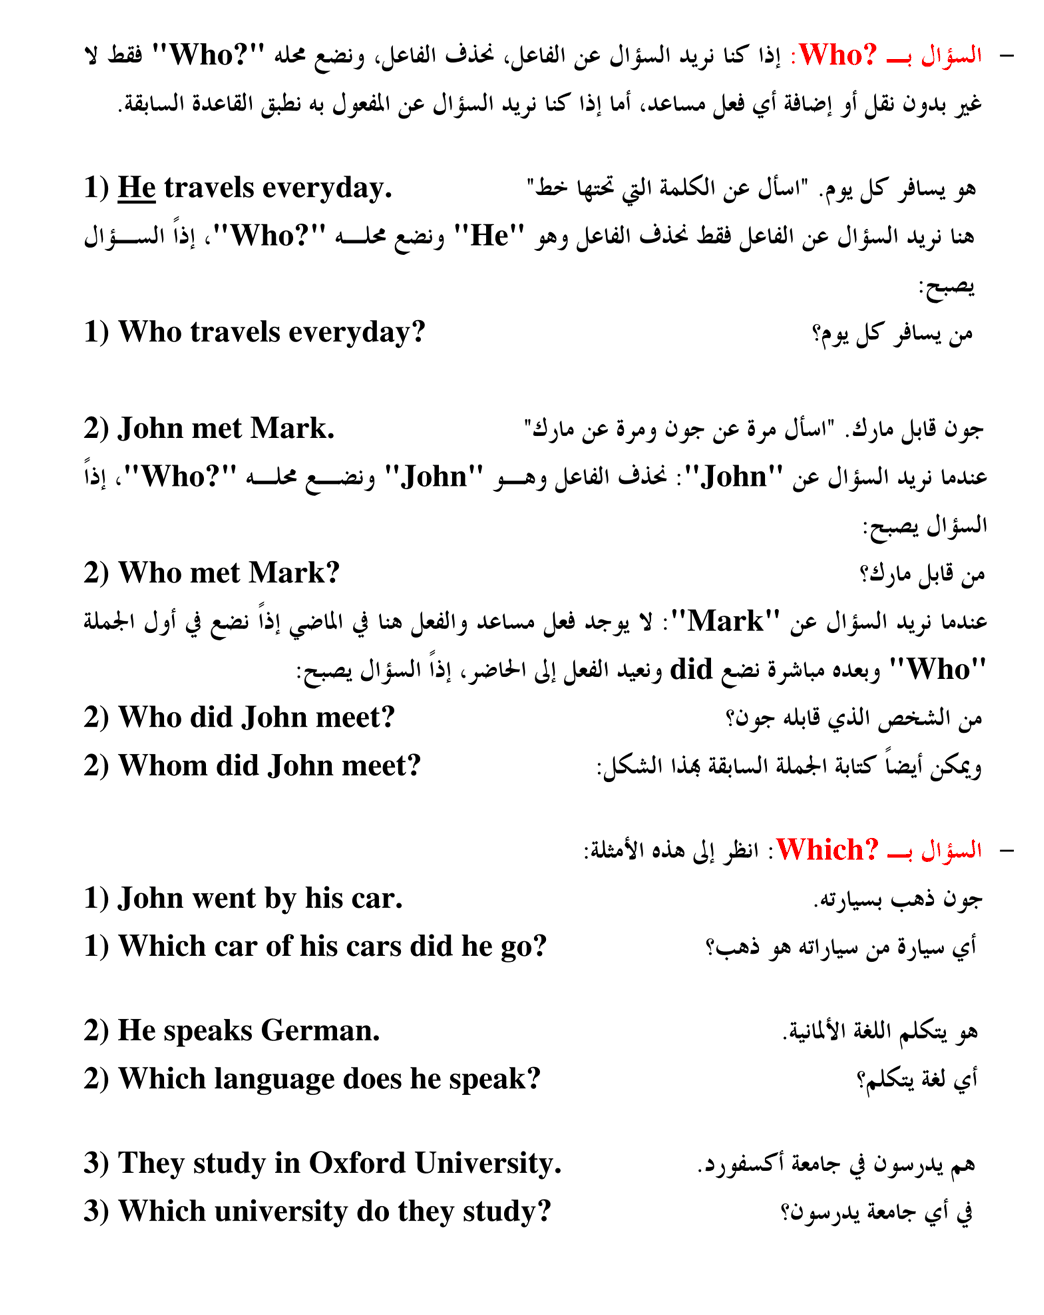 – السؤال بــ Who?: إذا كنا نريد السؤال عن الفاعل، نحذف الفاعل، ونضع محله "Who?" فقط لا
غير بدون نقل أو إضافة أي فعل مساعد، أما إذا كنا نريد السؤال عن المفعول به نطبق القاعدة السابقة.
1) He travels everyday. هو يسافر كل يوم. "اسأل عن الكلمة التي تحتها خط"
هنا نريد السؤال عن الفاعل فقط نحذف الفاعل وهو "He" ونضع محلــه "Who?"، إذاً الســؤال
يصبح:
1) Who travels everyday? من يسافر كل يوم؟
2) John met Mark. جون قابل مارك. "اسأل مرة عن جون ومرة عن مارك"
عندما نريد السؤال عن "John": نحذف الفاعل وهــو "John" ونضــع محلــه "Who?"، إذاً
السؤال يصبح:
2) Who met Mark? من قابل مارك؟
عندما نريد السؤال عن "Mark": لا يوجد فعل مساعد والفعل هنا في الماضي إذاً نضع في أول الجملة
"Who" وبعده مباشرة نضع did ونعيد الفعل إلى الحاضر، إذاً السؤال يصبح:
2) Who did John meet? من الشخص الذي قابله جون؟
2) Whom did John meet? ويمكن أيضاً كتابة الجملة السابقة بهذا الشكل:
– السؤال بــ Which?: انظر إلى هذه الأمثلة:
1) John went by his car. جون ذهب بسيارته.
1) Which car of his cars did he go? أي سيارة من سياراته هو ذهب؟
2) He speaks German. هو يتكلم اللغة الألمانية.
2) Which language does he speak? أي لغة يتكلم؟
3) They study in Oxford University. هم يدرسون في جامعة أكسفورد.
3) Which university do they study? في أي جامعة يدرسون؟